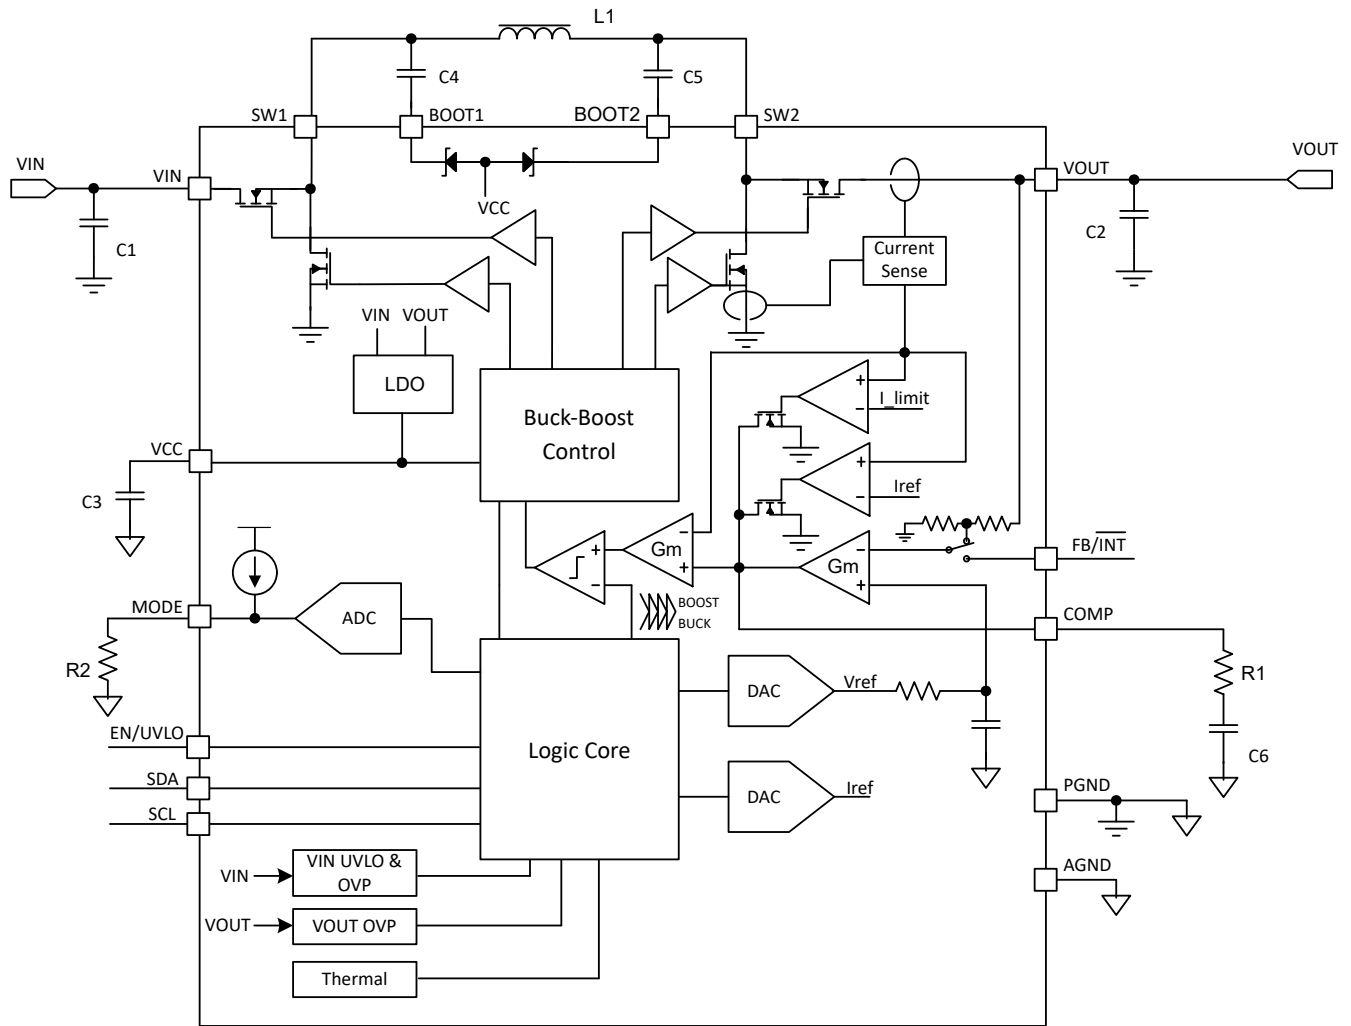 L1
C4
C5
SW1
BOOT1
BOOT2
SW2
VIN
VIN
VCC
VOUT
VOUT
C1
C2
Current
Sense
VIN
VOUT
LDO
Buck-Boost
Control
+
−
I_limit
+
−
Iref
VCC
C3
+
−
Gm
−
+
Gm
−
+
FB/INT
BOOST
BUCK
MODE
ADC
COMP
R2
R1
C6
DAC
Vref
EN/UVLO
Logic Core
SDA
SCL
DAC
Iref
PGND
VIN
VIN UVLO &
OVP
AGND
VOUT
VOUT OVP
Thermal